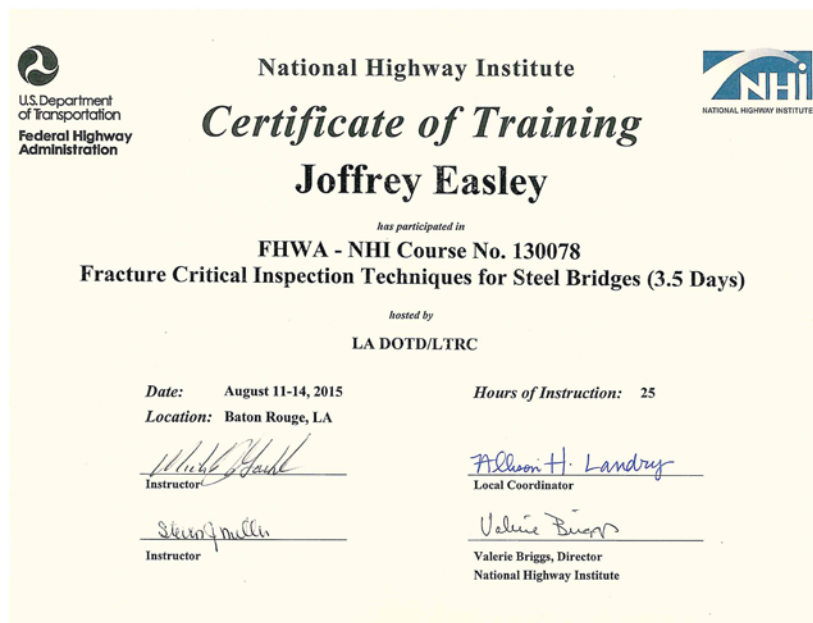 U.S. Department
of Transportation
Federal Highway
Administration
National Highway Institute
NHI
NATIONAL HIGHWAY INSTITUTE
Certificate of Training
Joffrey Easley
has participated in
FHWA - NHI Course No. 130078
Fracture Critical Inspection Techniques for Steel Bridges (3.5 Days)
hosted by
LA DOTD/LTRC
Date: August 11-14, 2015
Hours of Instruction: 25
Location: Baton Rouge, LA
Allison H. Landry
Instructor
Local Coordinator
Steven J Miller
Valerie Briggs
Instructor
Valerie Briggs, Director
National Highway Institute